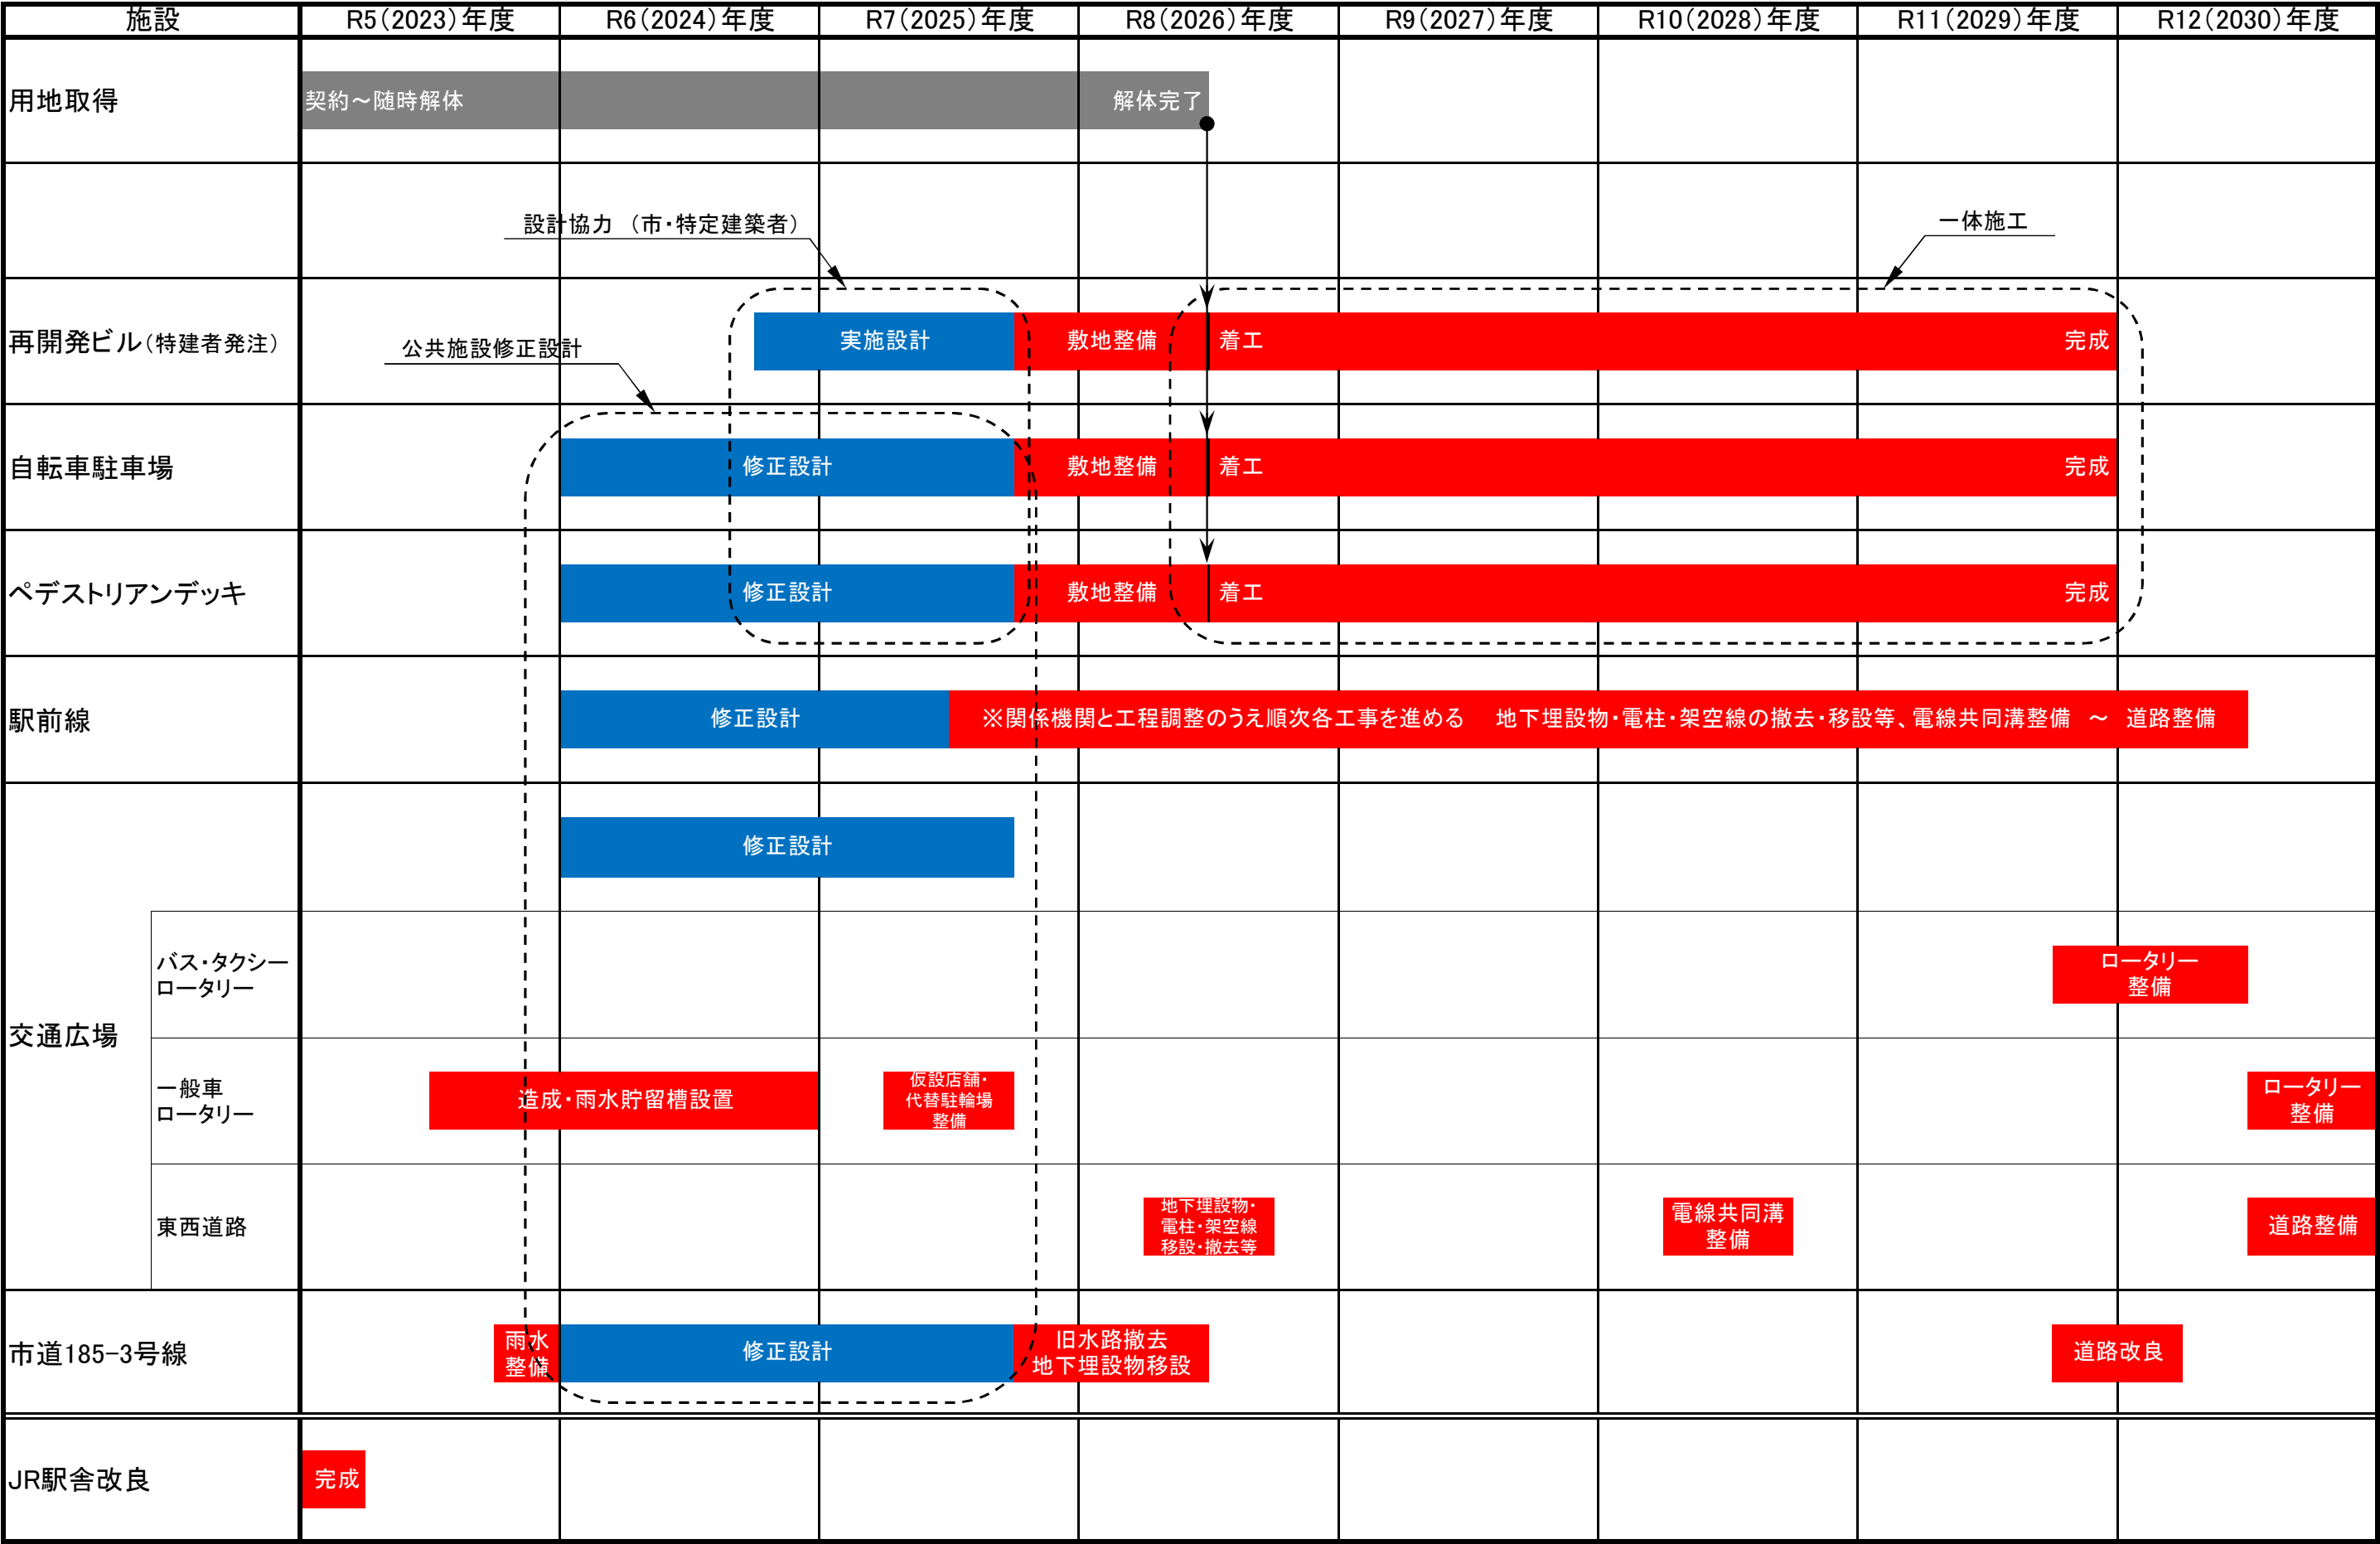 施設
R5(2023)年度
R6(2024)年度
R7(2025)年度
R8(2026)年度
R9(2027)年度
R10(2028)年度
R11(2029)年度
R12(2030)年度
用地取得
契約～随時解体
解体完了
設計協力 （市・特定建築者）
一体施工
再開発ビル(特建者発注)
実施設計
敷地整備
着工
完成
公共施設修正設計
自転車駐車場
修正設計
敷地整備
着工
完成
ペデストリアンデッキ
修正設計
敷地整備
着工
完成
駅前線
修正設計
※関係機関と工程調整のうえ順次各工事を進める 地下埋設物・電柱・架空線の撤去・移設等、電線共同溝整備 ～ 道路整備
交通広場
修正設計
バス・タクシー
ロータリー
ロータリー
整備
一般車
ロータリー
造成・雨水貯留槽設置
仮設店舗・
代替駐輪場
整備
ロータリー
整備
東西道路
地下埋設物・
電柱・架空線
移設・撤去等
電線共同溝
整備
道路整備
市道185-3号線
雨水
整備
修正設計
旧水路撤去
地下埋設物移設
道路改良
JR駅舎改良
完成